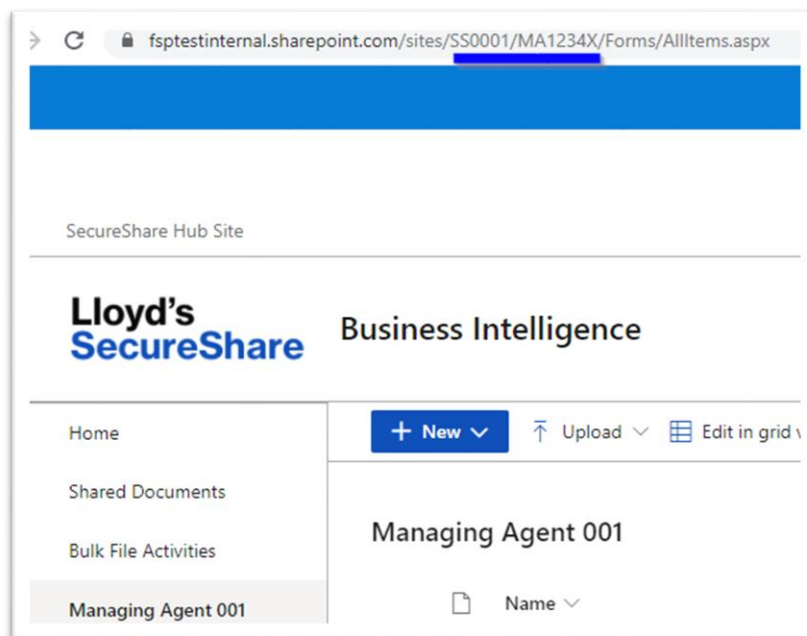 fsptestinternal.sharepoint.com/sites/SS0001/MA1234X/Forms/AllItems.aspx
SecureShare Hub Site
Lloyd's
SecureShare
Business Intelligence
Home
Shared Documents
Bulk File Activities
Managing Agent 001
New
Upload
Edit in grid
Managing Agent 001
Name